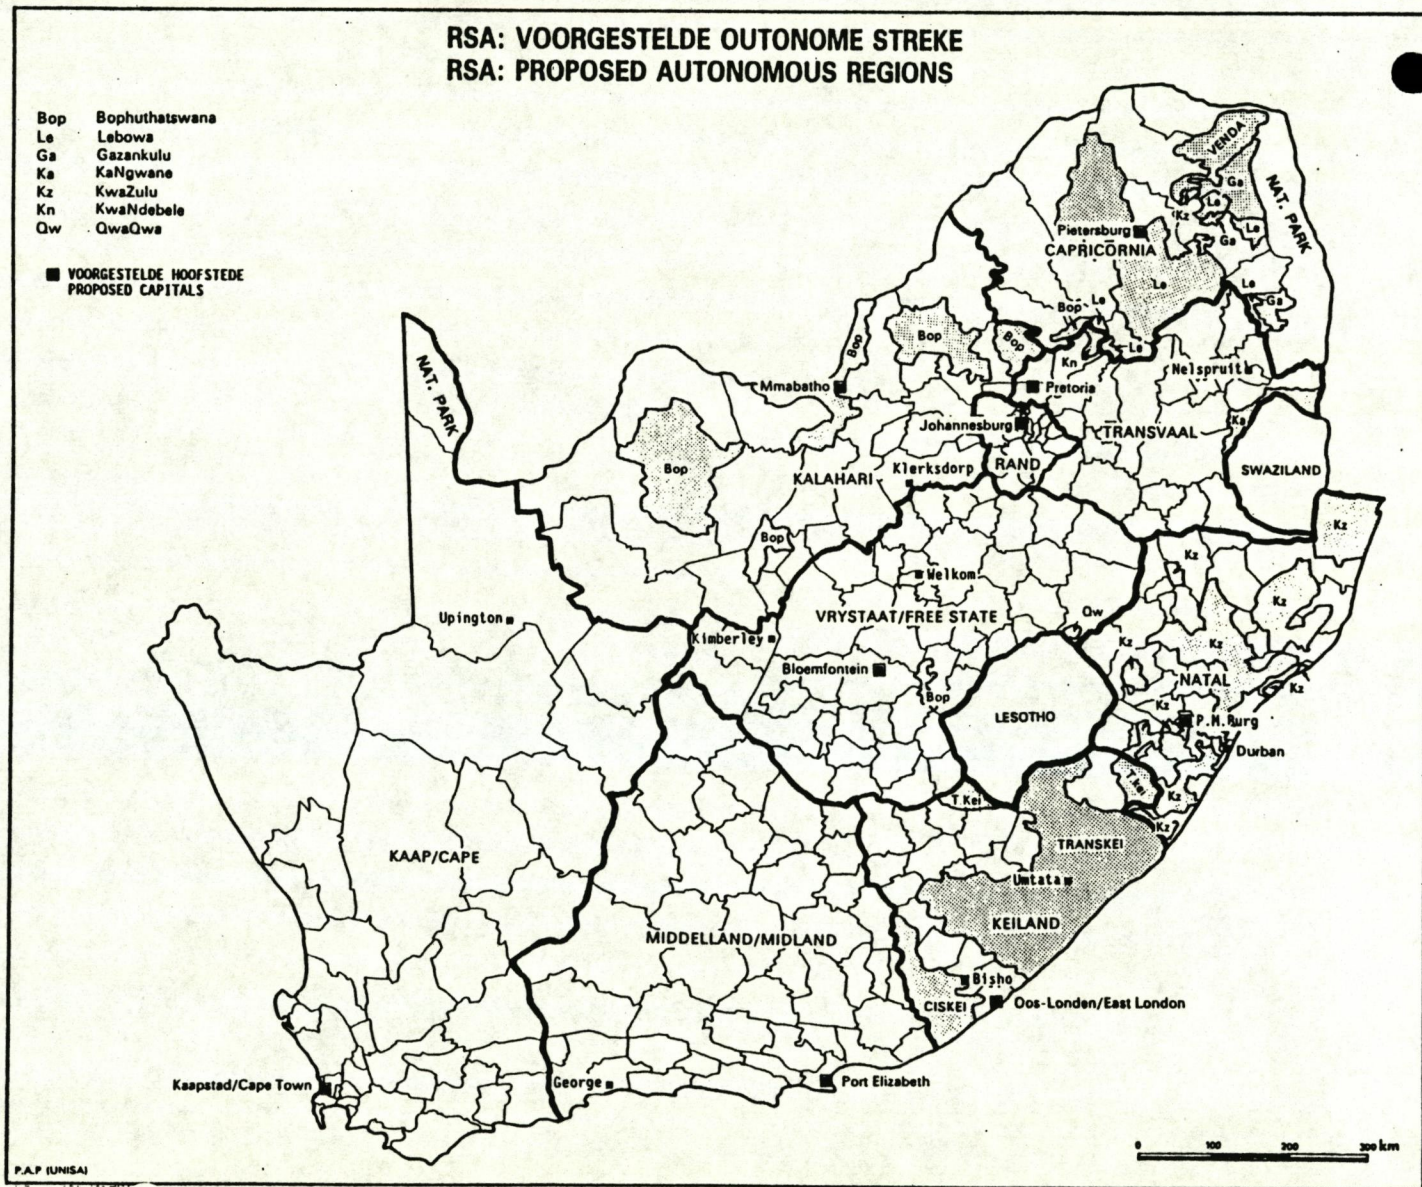 RSA: VOORGESTELDE OUTONOME STREKE
RSA: PROPOSED AUTONOMOUS REGIONS
Bop Bophuthatswana
Le Lebowa
Ga Gazankulu
Ka KaNgwane
Kz KwaZulu
Kn KwaNdebele
Qw QwaQwa
VOORGESTELDE HOOFSTEDE
PROPOSED CAPITALS
VENDA
Ga
NAT. PARK
Le
Kz
Le
Ga
Pietersburg
CAPRICORNIA
Le
Le
Ga
Bop
Le
Le
Bop
Bop
Bop
Kn
Nelspruit
NAT. PARK
Mmabatho
Pretoria
Johannesburg
TRANSVAAL
Ka
Bop
KALAHARI
Klerksdorp
RAND
SWAZILAND
Kz
Bop
Kz
Welkom
Kz
Upington
VRYSTAAT/FREE STATE
Qw
Kimberley
Kz
Kz
Kz
Bloemfontein
NATAL
Kz
Bop
Kz
LESOTHO
P.M.Burg
Durban
T.Kei
T.Kei
Kz
Kz
KAAP/CAPE
TRANSKEI
Umtata
KEILAND
MIDDELLAND/MIDLAND
Bisho
CISKEI
Oos-Londen/East London
Kaapstad/Cape Town
George
Port Elizabeth
0 100 200 300 km
P.A.P (UNISA)